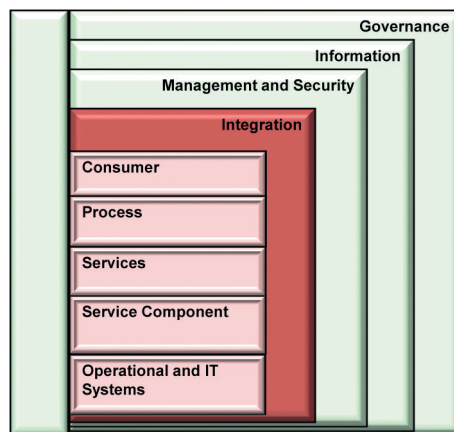 Governance
Information
Management and Security
Integration
Consumer
Process
Services
Service Component
Operational and IT
Systems